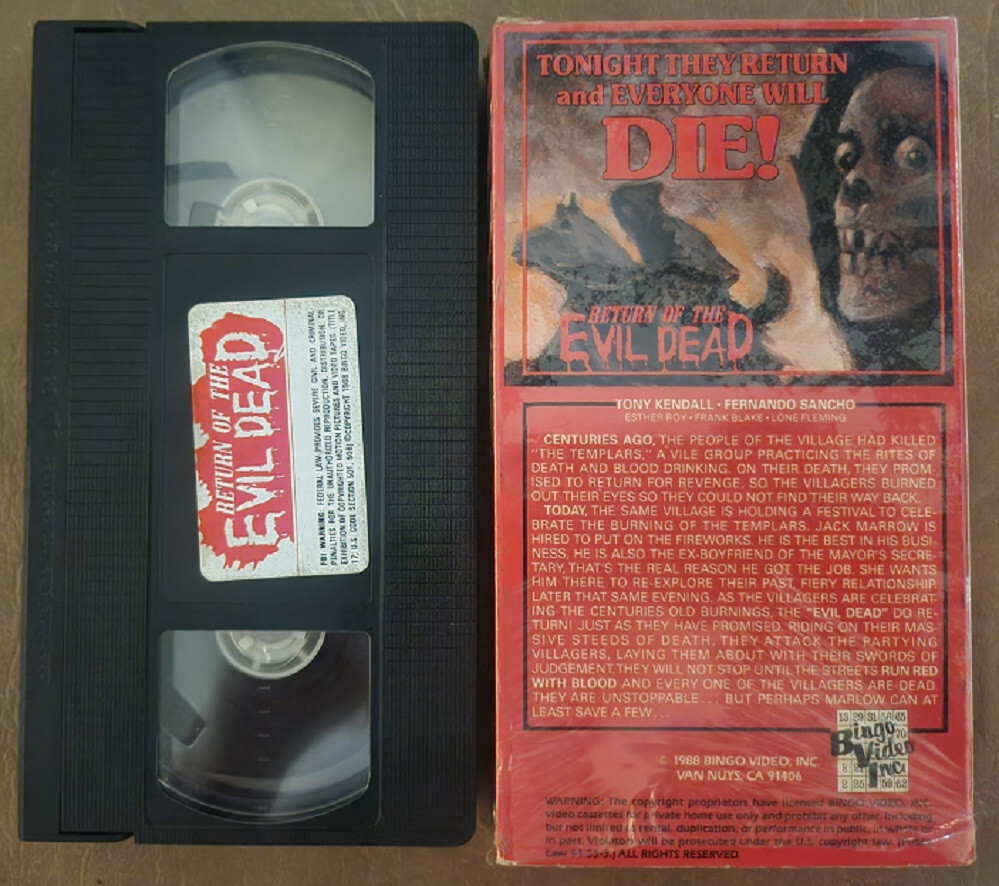 RETURN OF THE
EVIL DEAD
FBI WARNING: FEDERAL LAW PROVIDES SEVERE CIVIL AND CRIMINAL
PENALTIES FOR THE UNAUTHORIZED REPRODUCTION, DISTRIBUTION, OR
EXHIBITION OF COPYRIGHTED MOTION PICTURES AND VIDEO TAPES. (TITLE
17, U.S. CODE SECTION 501, 508) ©COPYRIGHT 1988 BINGO VIDEO, INC.
TONIGHT THEY RETURN
and EVERYONE WILL
DIE!
RETURN OF THE
EVIL DEAD
TONY KENDALL • FERNANDO SANCHO
ESTHER ROY • FRANK BLAKE • LONE FLEMING
CENTURIES AGO, THE PEOPLE OF THE VILLAGE HAD KILLED
"THE TEMPLARS," A VILE GROUP PRACTICING THE RITES OF
DEATH AND BLOOD DRINKING. ON THEIR DEATH, THEY PROM-
ISED TO RETURN FOR REVENGE, SO THE VILLAGERS BURNED
OUT THEIR EYES SO THEY COULD NOT FIND THEIR WAY BACK.
TODAY, THE SAME VILLAGE IS HOLDING A FESTIVAL TO CELE-
BRATE THE BURNING OF THE TEMPLARS. JACK MARROW IS
HIRED TO PUT ON THE FIREWORKS. HE IS THE BEST IN HIS BUSI-
NESS. HE IS ALSO THE EX-BOYFRIEND OF THE MAYOR'S SECRE-
TARY, THAT'S THE REAL REASON HE GOT THE JOB. SHE WANTS
HIM THERE TO RE-EXPLORE THEIR PAST, FIERY RELATIONSHIP.
LATER THAT SAME EVENING, AS THE VILLAGERS ARE CELEBRAT-
ING THE CENTURIES OLD BURNINGS, THE "EVIL DEAD" DO RE-
TURN! JUST AS THEY HAVE PROMISED. RIDING ON THEIR MAS-
SIVE STEEDS OF DEATH, THEY ATTACK THE PARTYING
VILLAGERS, LAYING THEM ABOUT WITH THEIR SWORDS OF
JUDGEMENT. THEY WILL NOT STOP UNTIL THE STREETS RUN RED
WITH BLOOD AND EVERY ONE OF THE VILLAGERS ARE DEAD.
THEY ARE UNSTOPPABLE... BUT PERHAPS MARLOW CAN AT
LEAST SAVE A FEW...
13 29 31 56 65
Bingo 70
Video
Inc.
2 25 59 62
© 1988 BINGO VIDEO, INC.
VAN NUYS, CA 91406
WARNING: The copyright proprietors have licensed BINGO VIDEO, INC.
video cassettes for private home use only and prohibit any other, including
but not limited to rental, duplication, or performance in public, in whole or
in part. Violators will be prosecuted under the U.S. copyright law.
Law ALL RIGHTS RESERVED.